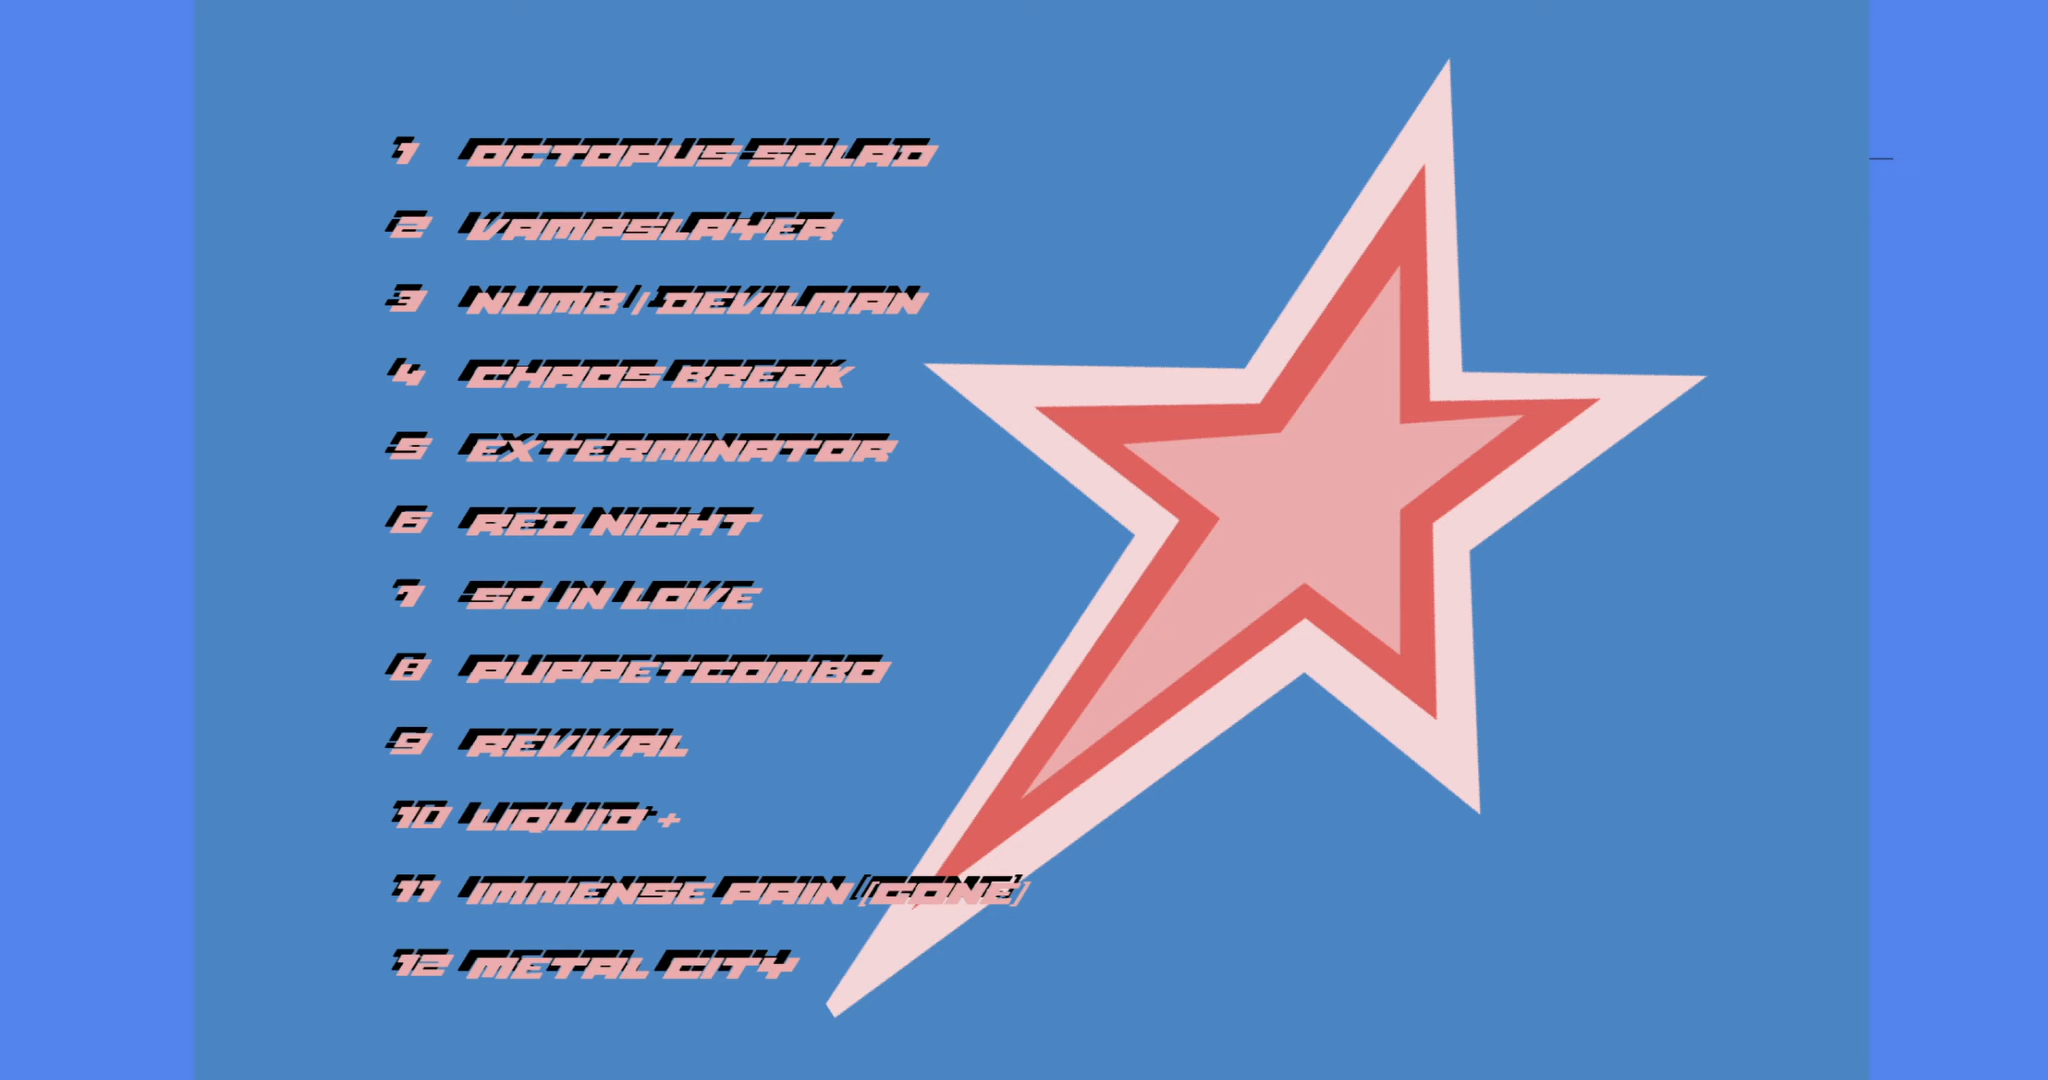 1 OCTOPUS SALAD
2 VAMPSLAYER
3 NUMB/DEVILMAN
4 CHAOS BREAK
5 EXTERMINATOR
6 RED NIGHT
7 SO IN LOVE
8 PUPPETCOMBO
9 REVIVAL
10 LIQUID+
11 IMMENSE PAIN (GONE)
12 METAL CITY